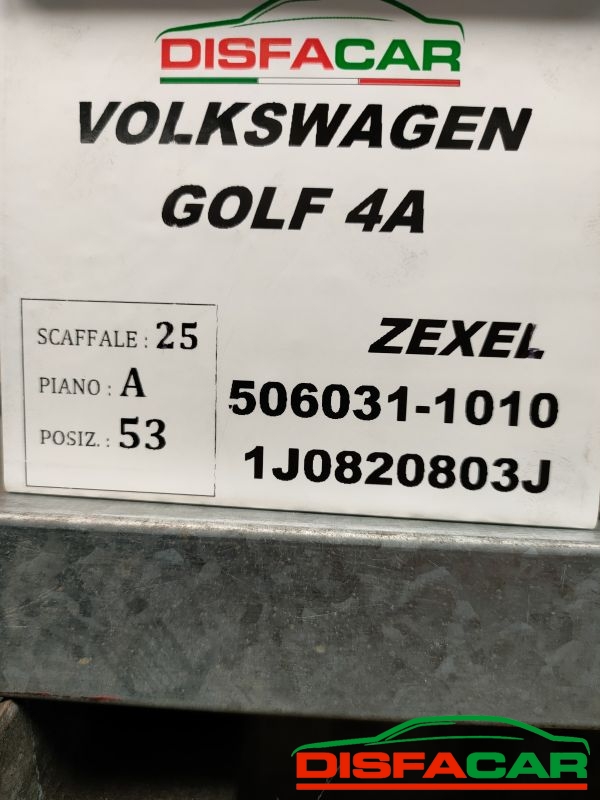 DISFACAR
VOLKSWAGEN
GOLF 4A
SCAFFALE : 25
PIANO : A
POSIZ. : 53
ZEXEL
506031-1010
1J0820803J
DISFACAR